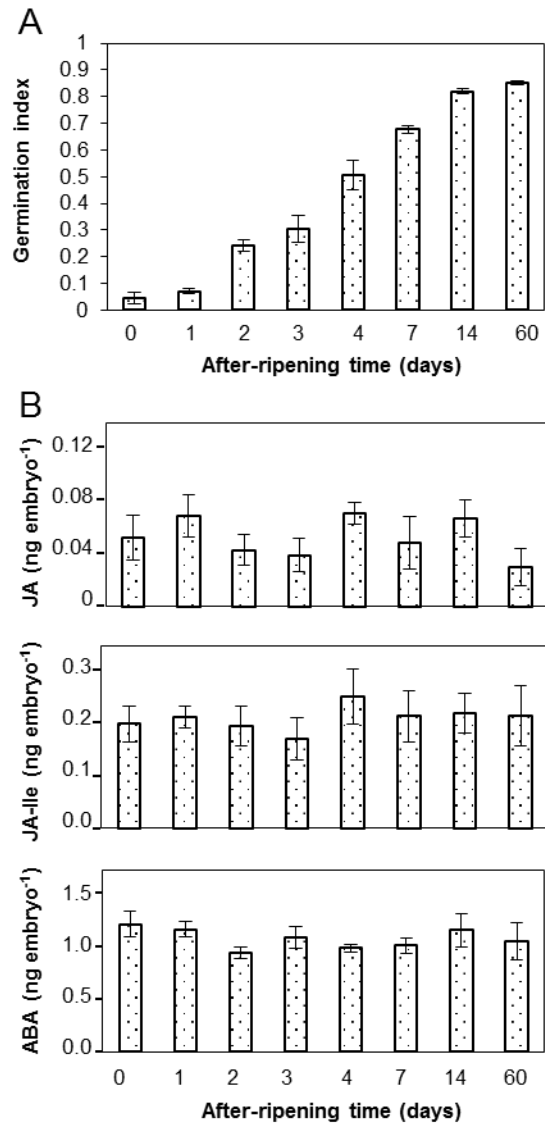 A
Germination index
1
0.9
0.8
0.7
0.6
0.5
0.4
0.3
0.2
0.1
0
0 1 2 3 4 7 14 60
After-ripening time (days)
B
JA (ng embryo⁻¹)
0.12
0.08
0.04
0
JA-Ile (ng embryo⁻¹)
0.3
0.2
0.1
0.0
ABA (ng embryo⁻¹)
1.5
1.0
0.5
0.0
0 1 2 3 4 7 14 60
After-ripening time (days)